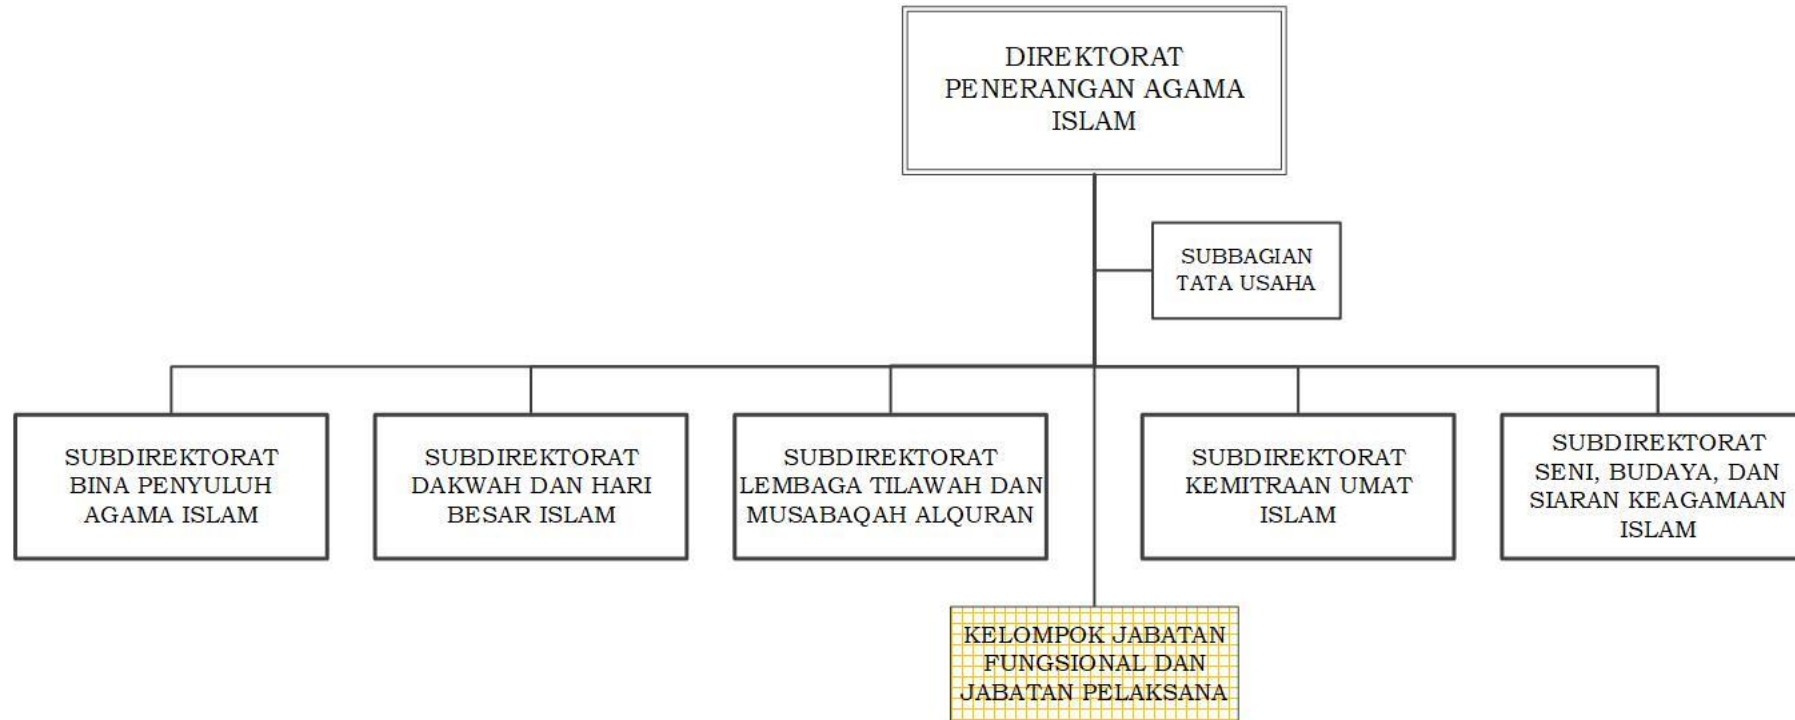 DIREKTORAT
PENERANGAN AGAMA
ISLAM
SUBBAGIAN
TATA USAHA
SUBDIREKTORAT
BINA PENYULUH
AGAMA ISLAM
SUBDIREKTORAT
DAKWAH DAN HARI
BESAR ISLAM
SUBDIREKTORAT
LEMBAGA TILAWAH DAN
MUSABAQAH ALQURAN
SUBDIREKTORAT
KEMITRAAN UMAT
ISLAM
SUBDIREKTORAT
SENI, BUDAYA, DAN
SIARAN KEAGAMAAN
ISLAM
KELOMPOK JABATAN
FUNGSIONAL DAN
JABATAN PELAKSANA